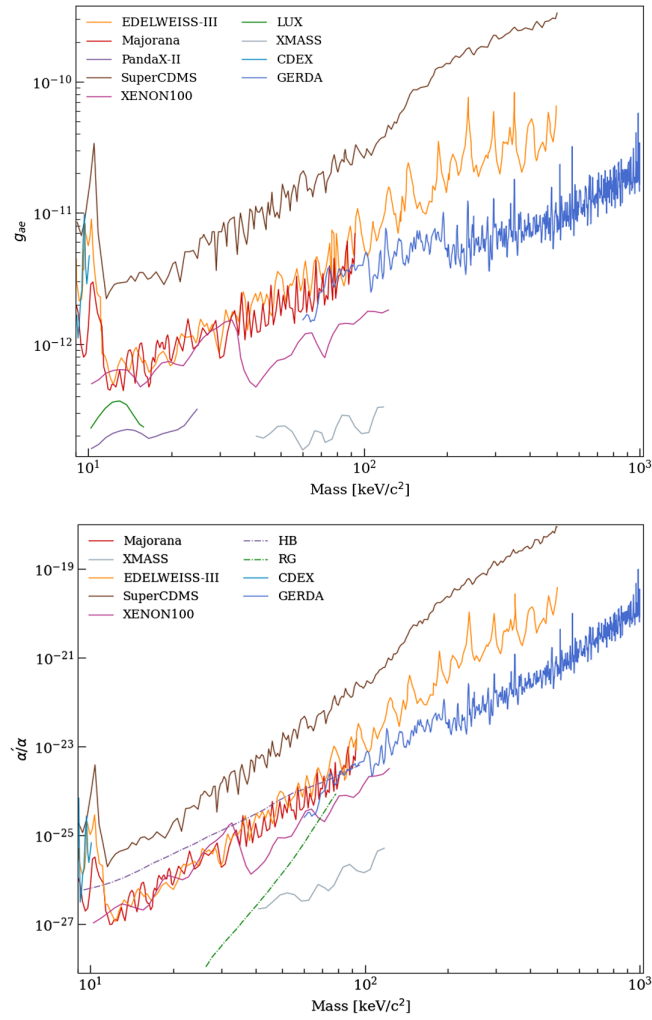 EDELWEISS-III
Majorana
PandaX-II
SuperCDMS
XENON100
LUX
XMASS
CDEX
GERDA
10⁻¹⁰
10⁻¹¹
10⁻¹²
g_ae
10¹ 10² 10³
Mass [keV/c²]
Majorana
XMASS
EDELWEISS-III
SuperCDMS
XENON100
HB
RG
CDEX
GERDA
10⁻¹⁹
10⁻²¹
10⁻²³
10⁻²⁵
10⁻²⁷
α′/α
10¹ 10² 10³
Mass [keV/c²]